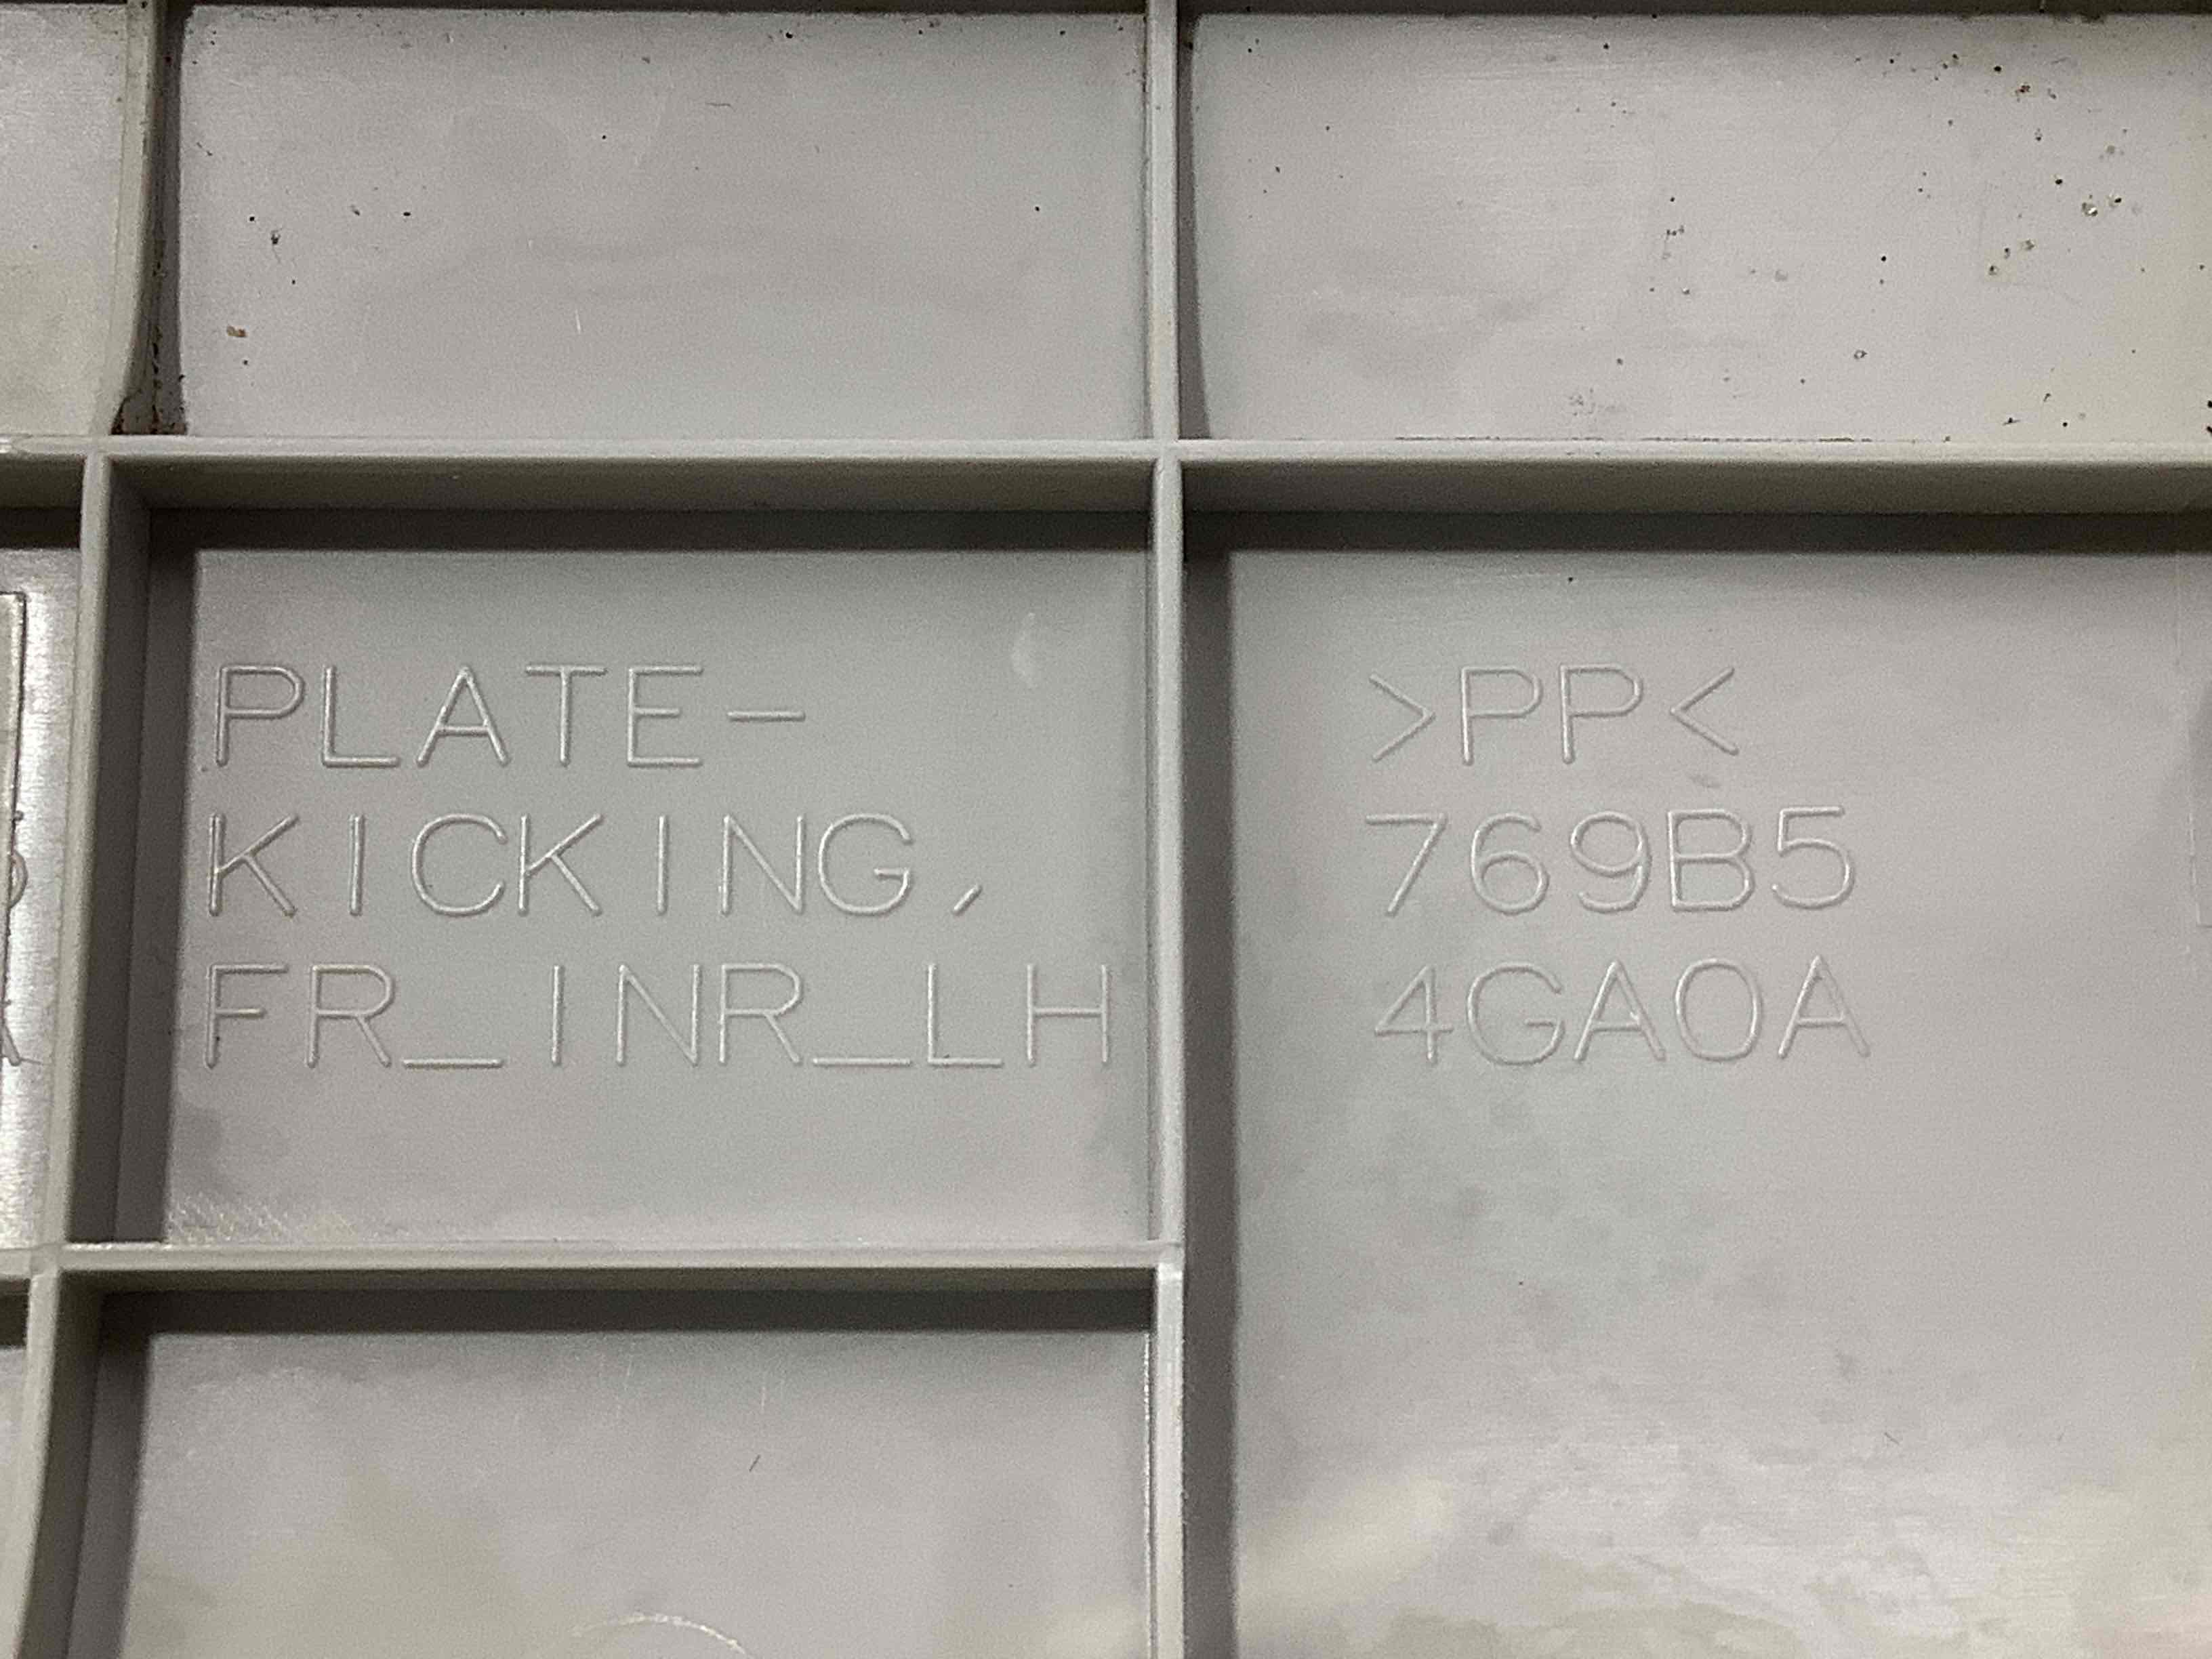 PLATE-
KICKING,
FR_INR_LH
>PP<
769B5
4GA0A